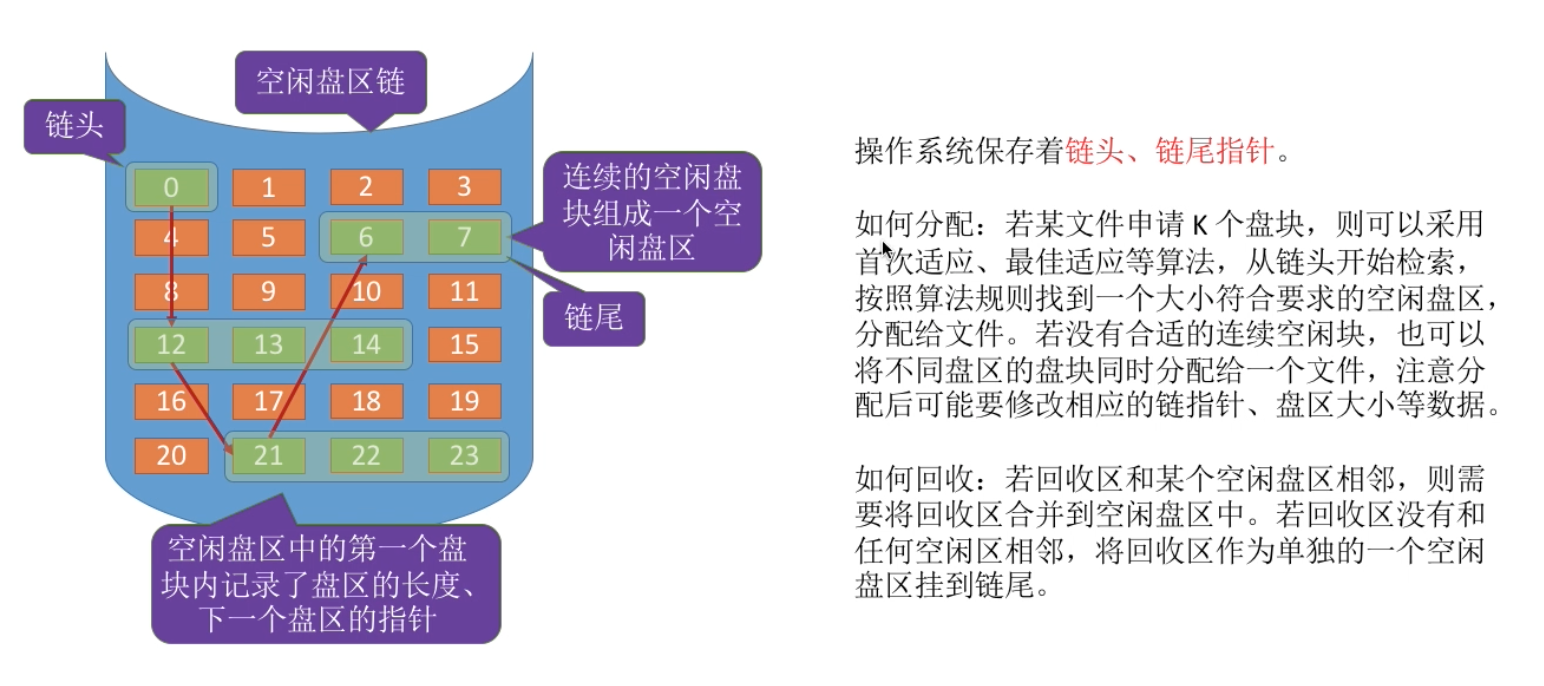 空闲盘区链
链头
0
1
2
3
4
5
6
7
8
9
10
11
12
13
14
15
16
17
18
19
20
21
22
23
连续的空闲盘
块组成一个空
闲盘区
链尾
空闲盘区中的第一个盘
块内记录了盘区的长度、
下一个盘区的指针
操作系统保存着链头、链尾指针。
如何分配：若某文件申请 K 个盘块，则可以采用
首次适应、最佳适应等算法，从链头开始检索，
按照算法规则找到一个大小符合要求的空闲盘区，
分配给文件。若没有合适的连续空闲块，也可以
将不同盘区的盘块同时分配给一个文件，注意分
配后可能要修改相应的链指针、盘区大小等数据。
如何回收：若回收区和某个空闲盘区相邻，则需
要将回收区合并到空闲盘区中。若回收区没有和
任何空闲区相邻，将回收区作为单独的一个空闲
盘区挂到链尾。